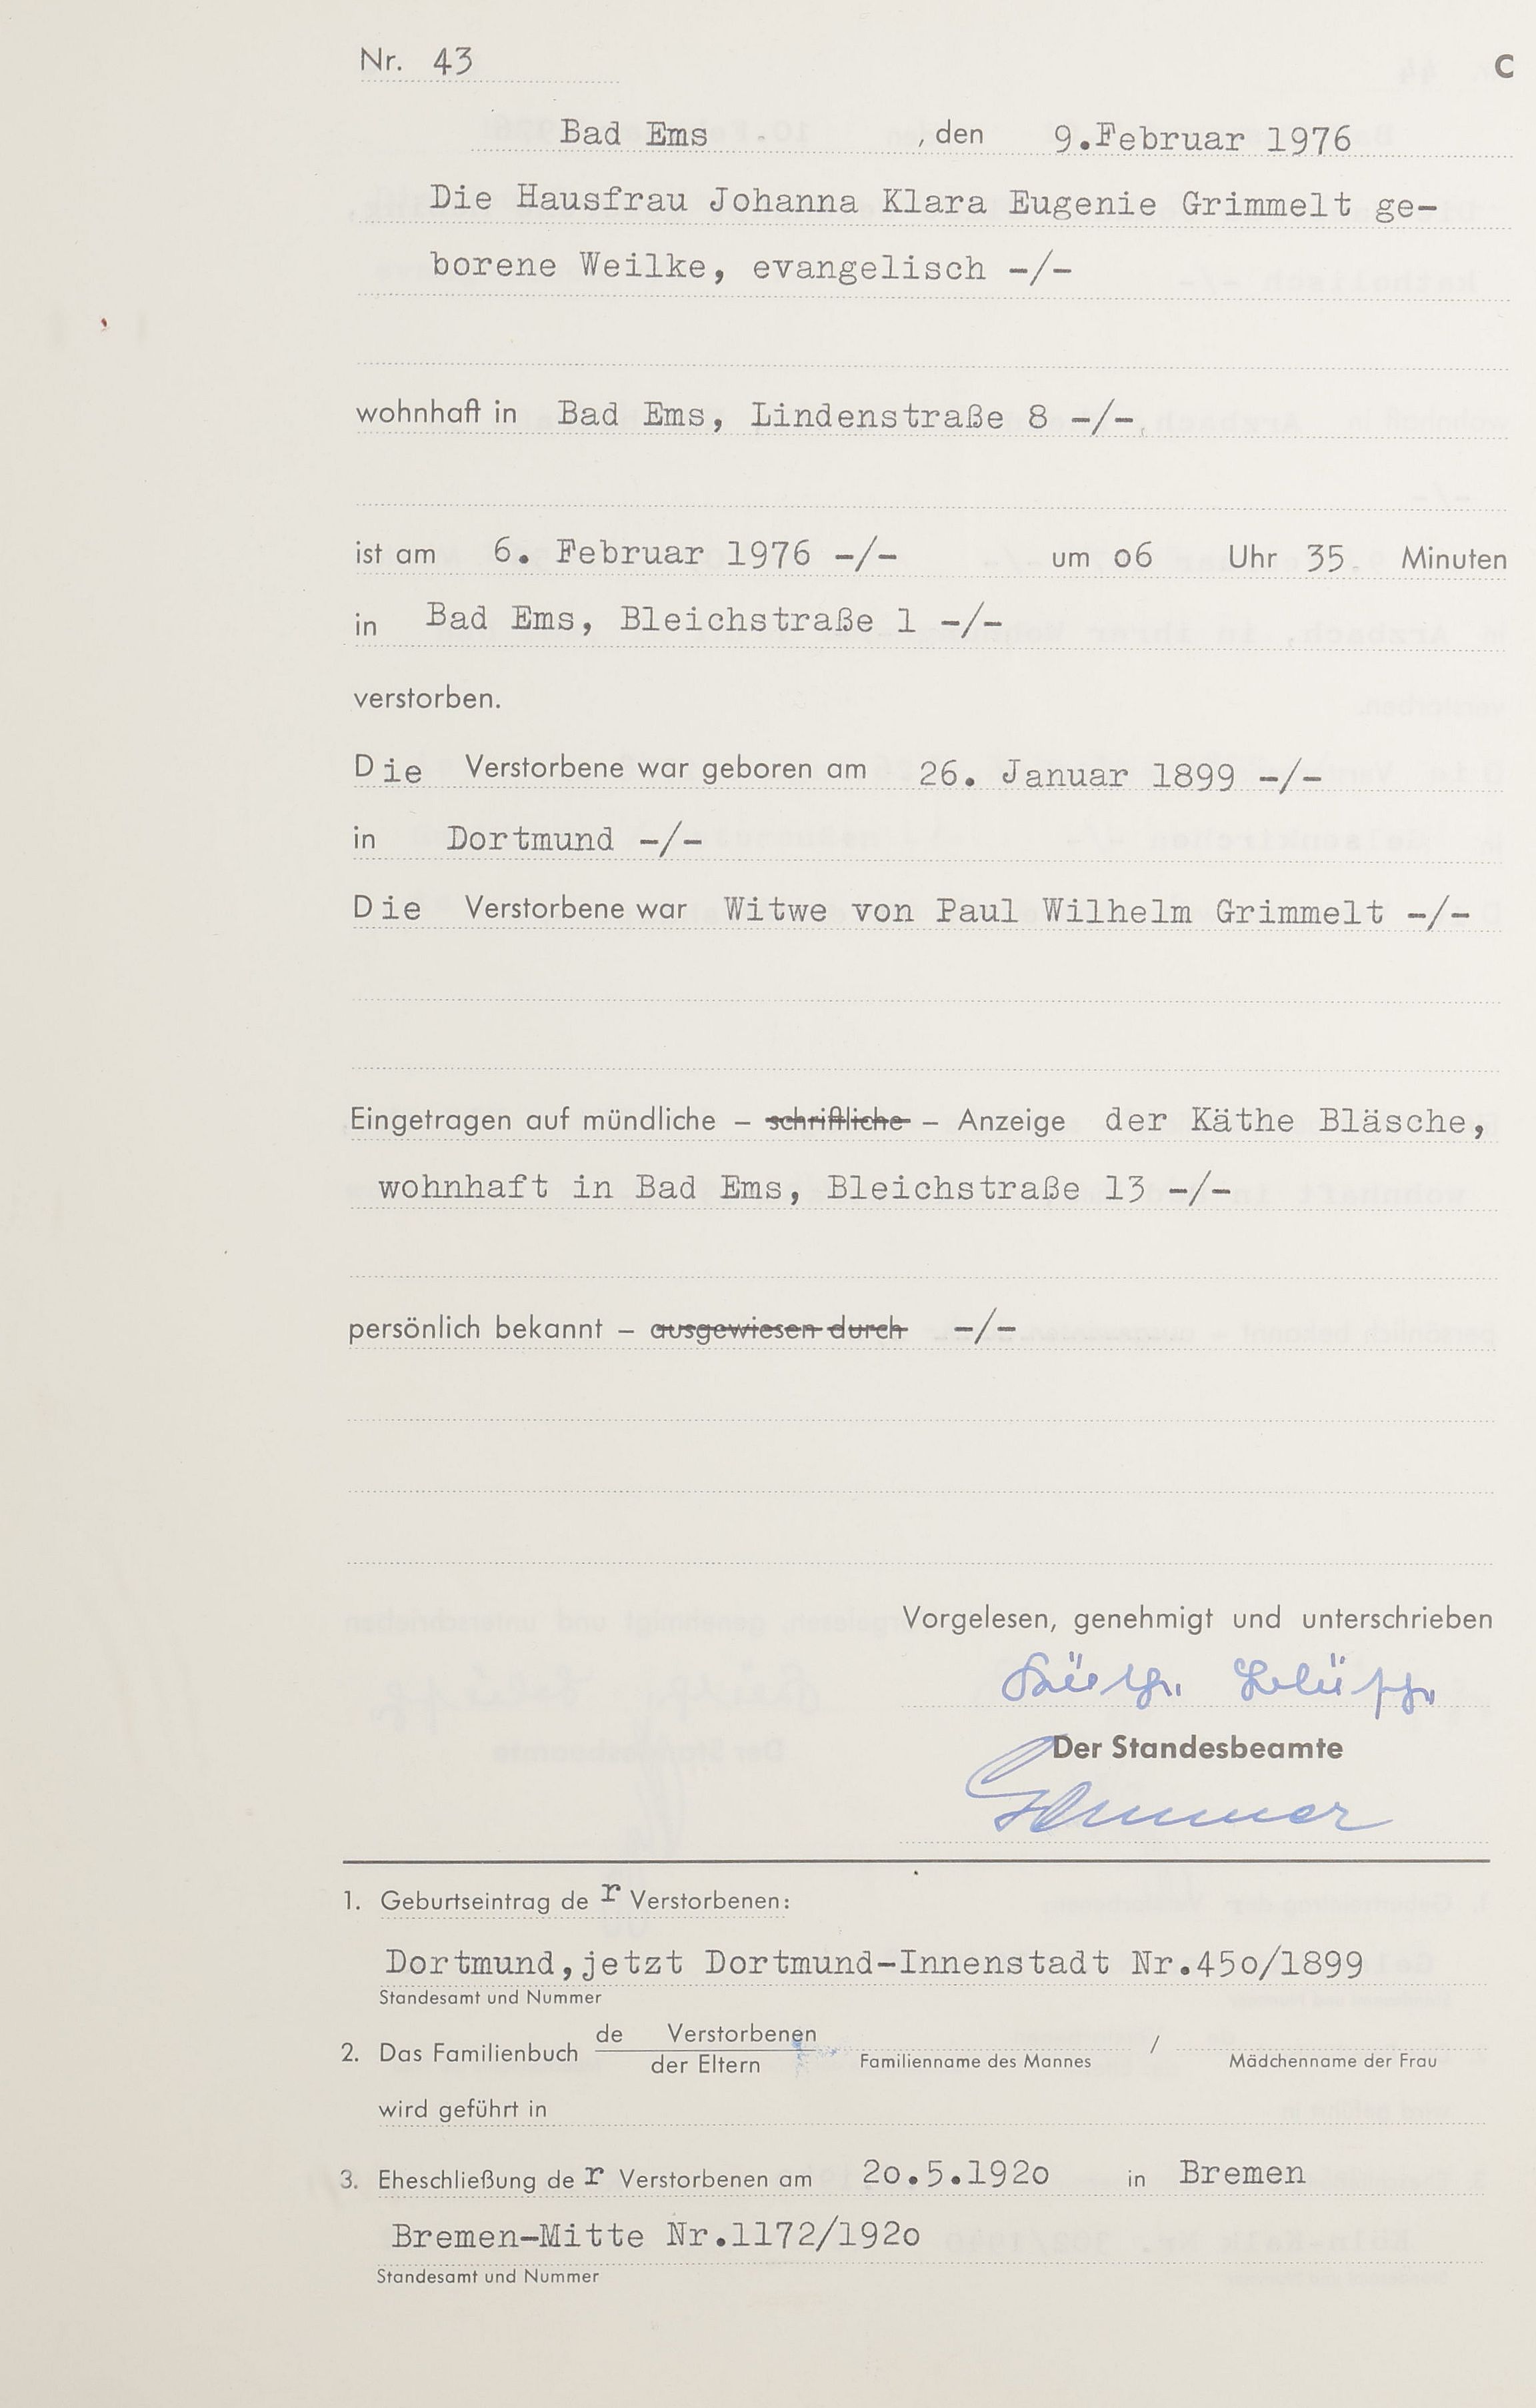 Nr. 43
C
Bad Ems , den 9.Februar 1976
Die Hausfrau Johanna Klara Eugenie Grimmelt ge-
borene Weilke, evangelisch -/-
wohnhaft in Bad Ems, Lindenstraße 8 -/-
ist am 6. Februar 1976 -/- um o6 Uhr 35 Minuten
in Bad Ems, Bleichstraße 1 -/-
verstorben.
Die Verstorbene war geboren am 26. Januar 1899 -/-
in Dortmund -/-
Die Verstorbene war Witwe von Paul Wilhelm Grimmelt -/-
Eingetragen auf mündliche – schriftliche – Anzeige der Käthe Bläsche,
wohnhaft in Bad Ems, Bleichstraße 13 -/-
persönlich bekannt – ausgewiesen durch -/-
Vorgelesen, genehmigt und unterschrieben
Käthe Bläsche
Der Standesbeamte
1. Geburtseintrag der Verstorbenen:
Dortmund,jetzt Dortmund-Innenstadt Nr.45o/1899
Standesamt und Nummer
2. Das Familienbuch de Verstorbenen / der Eltern
Familienname des Mannes / Mädchenname der Frau
wird geführt in
3. Eheschließung der Verstorbenen am 2o.5.192o in Bremen
Bremen-Mitte Nr.1172/192o
Standesamt und Nummer